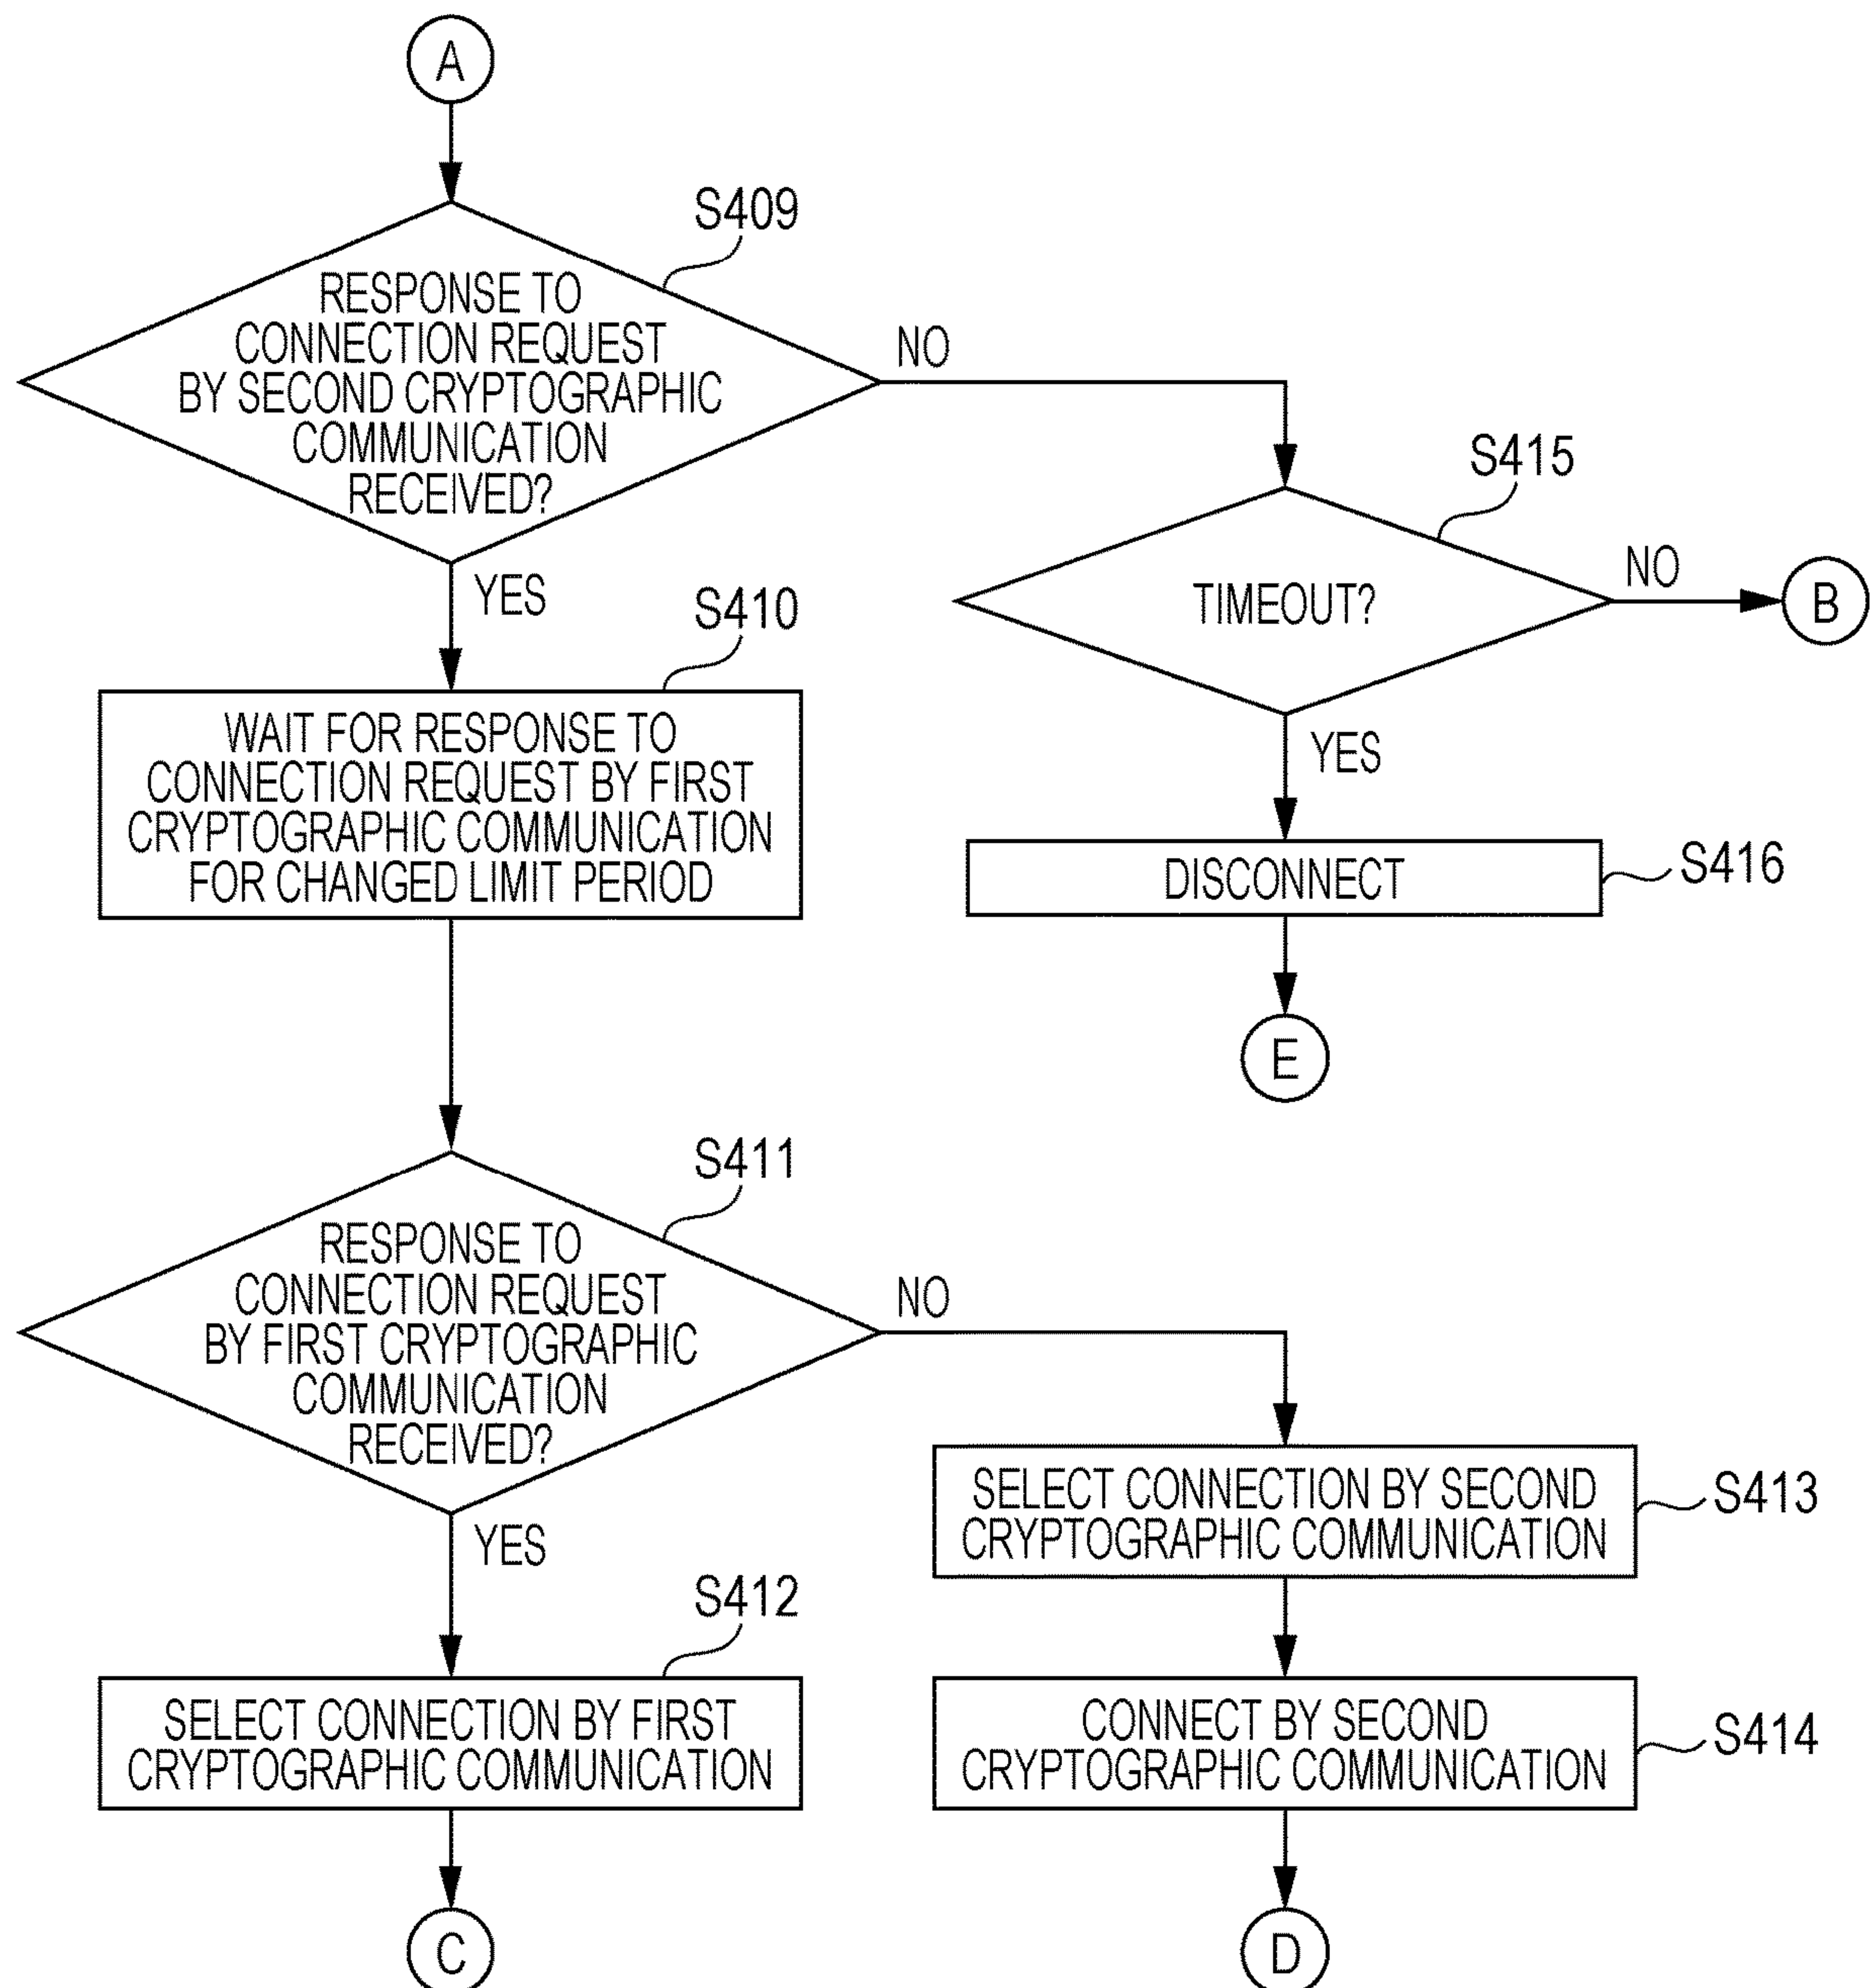 A
S409
RESPONSE TO
CONNECTION REQUEST
BY SECOND CRYPTOGRAPHIC
COMMUNICATION
RECEIVED?
NO
YES
S415
TIMEOUT?
NO
B
YES
S410
WAIT FOR RESPONSE TO
CONNECTION REQUEST BY FIRST
CRYPTOGRAPHIC COMMUNICATION
FOR CHANGED LIMIT PERIOD
DISCONNECT
S416
E
S411
RESPONSE TO
CONNECTION REQUEST
BY FIRST CRYPTOGRAPHIC
COMMUNICATION
RECEIVED?
NO
YES
SELECT CONNECTION BY SECOND
CRYPTOGRAPHIC COMMUNICATION
S413
S412
SELECT CONNECTION BY FIRST
CRYPTOGRAPHIC COMMUNICATION
CONNECT BY SECOND
CRYPTOGRAPHIC COMMUNICATION
S414
C
D